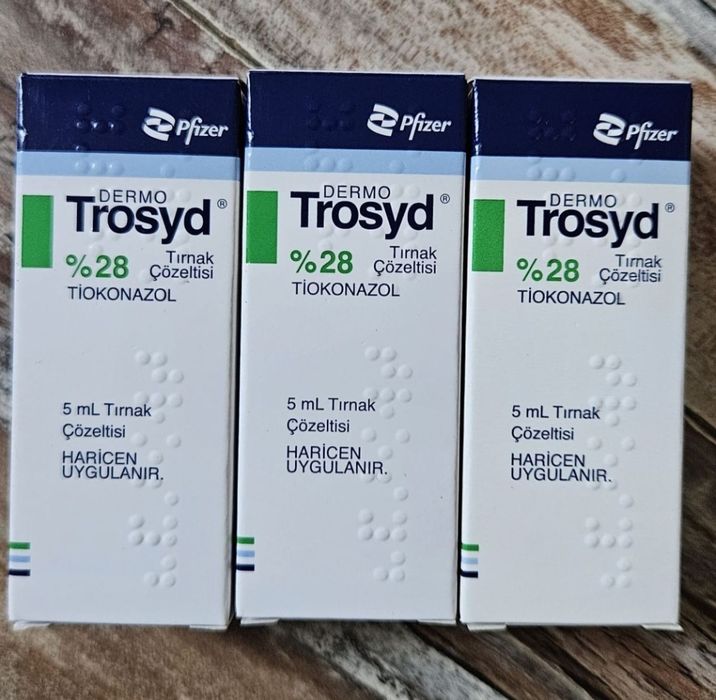 Pfizer
DERMO
Trosyd®
%28 Tırnak
Çözeltisi
TİOKONAZOL
5 mL Tırnak
Çözeltisi
HARİCEN
UYGULANIR.
Pfizer
DERMO
Trosyd®
%28 Tırnak
Çözeltisi
TİOKONAZOL
5 mL Tırnak
Çözeltisi
HARİCEN
UYGULANIR.
Pfizer
DERMO
Trosyd®
%28 Tırnak
Çözeltisi
TİOKONAZOL
5 mL Tırnak
Çözeltisi
HARİCEN
UYGULANIR.